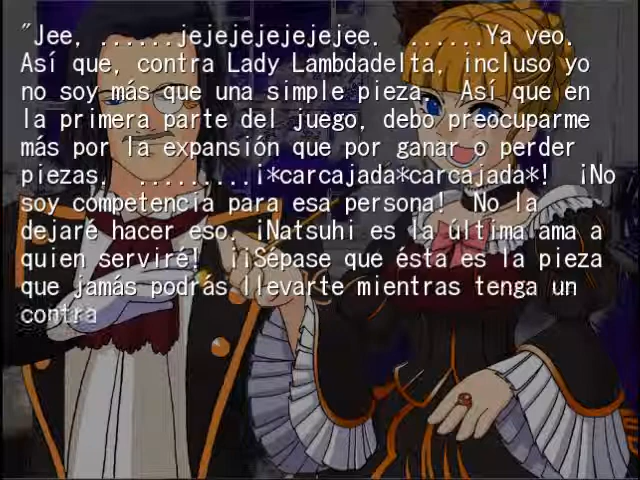 "Jee, ......jejejejejejejee.  ......Ya veo.
Así que, contra Lady Lambdadelta, incluso yo
no soy más que una simple pieza.  Así que en
la primera parte del juego, debo preocuparme
más por la expansión que por ganar o perder
piezas.  .........¡*carcajada*carcajada*!  ¡No
soy competencia para esa persona!  No la
dejaré hacer eso. ¡Natsuhi es la última ama a
quien serviré!  ¡¡Sépase que ésta es la pieza
que jamás podrás llevarte mientras tenga un
contra